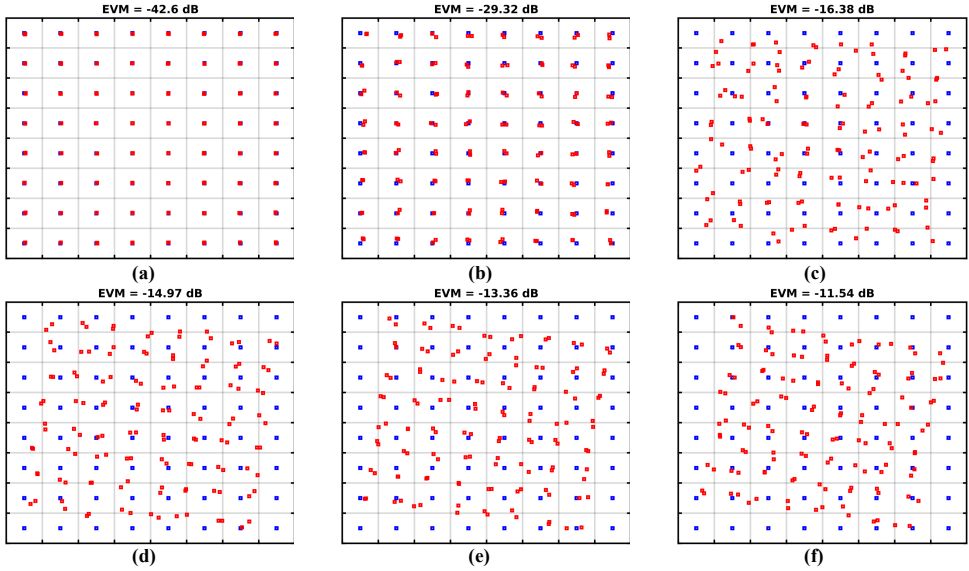 EVM = -42.6 dB
EVM = -29.32 dB
EVM = -16.38 dB
(a)
(b)
(c)
EVM = -14.97 dB
EVM = -13.36 dB
EVM = -11.54 dB
(d)
(e)
(f)